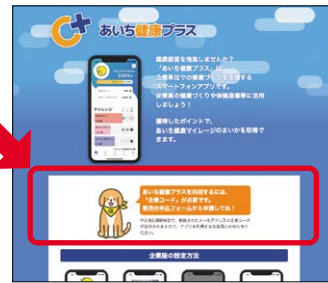 あいち健康プラス
健康経営を推進しませんか？
「あいち健康プラス」は、
企業単位での健康づくりを支援する
スマートフォンアプリです。
従業員の健康づくりや保健指導等に活用
しましょう！
獲得したポイントで、
あいち健康マイレージのまいかを取得で
きます。
チャレンジ
あいち健康プラスを利用するには、
「企業コード」が必要です。
専用の申込フォームから申請してね！
企業版の設定方法